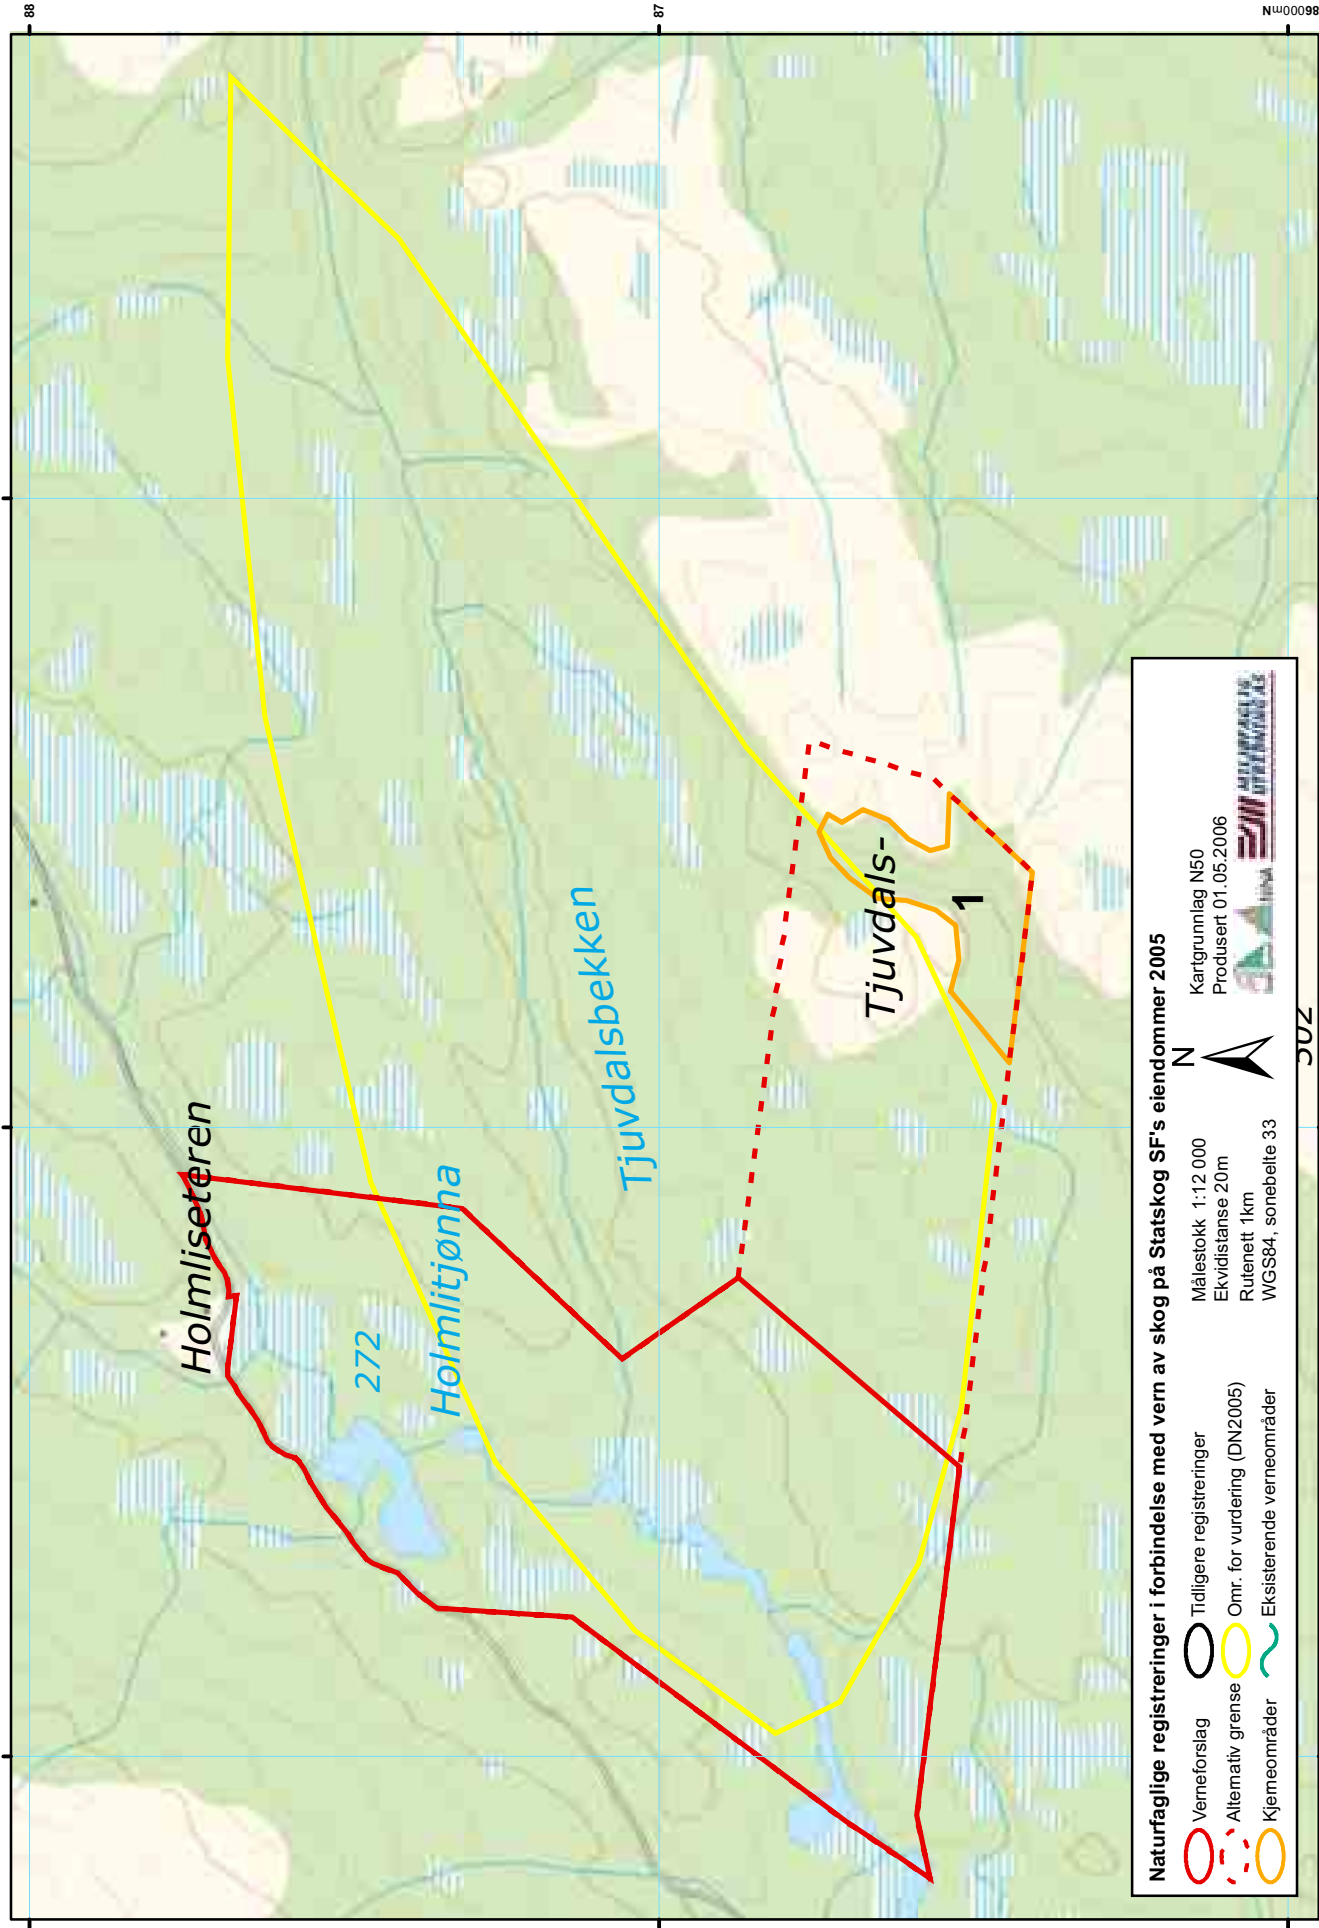 88
87
86000mN
Holmliseteren
272
Holmlitjønna
Tjuvdalsbekken
Tjuvdals-
1
502
Naturfaglige registreringer i forbindelse med vern av skog på Statskog SF's eiendommer 2005
Verneforslag
Alternativ grense
Kjerneområder
Tidligere registreringer
Omr. for vurdering (DN2005)
Eksisterende verneområder
Målestokk 1:12 000
Ekvidistanse 20m
Rutenett 1km
WGS84, sonebelte 33
N
Kartgrunnlag N50
Produsert 01.05.2006